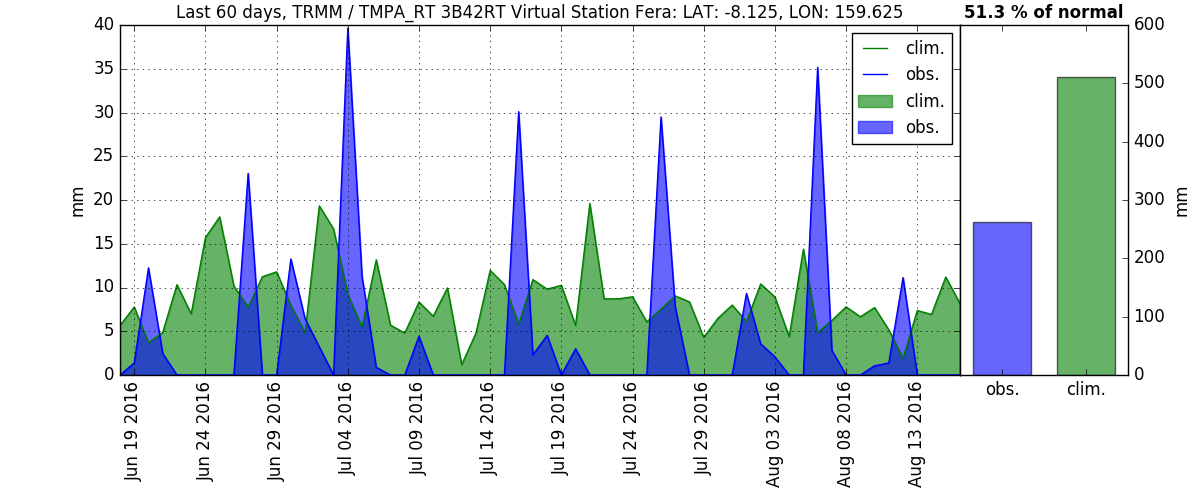 Last 60 days, TRMM / TMPA_RT 3B42RT Virtual Station Fera: LAT: -8.125, LON: 159.625
51.3 % of normal
40
35
30
25
20
15
10
5
0
mm
clim.
obs.
clim.
obs.
600
500
400
300
200
100
0
mm
Jun 19 2016
Jun 24 2016
Jun 29 2016
Jul 04 2016
Jul 09 2016
Jul 14 2016
Jul 19 2016
Jul 24 2016
Jul 29 2016
Aug 03 2016
Aug 08 2016
Aug 13 2016
obs.
clim.